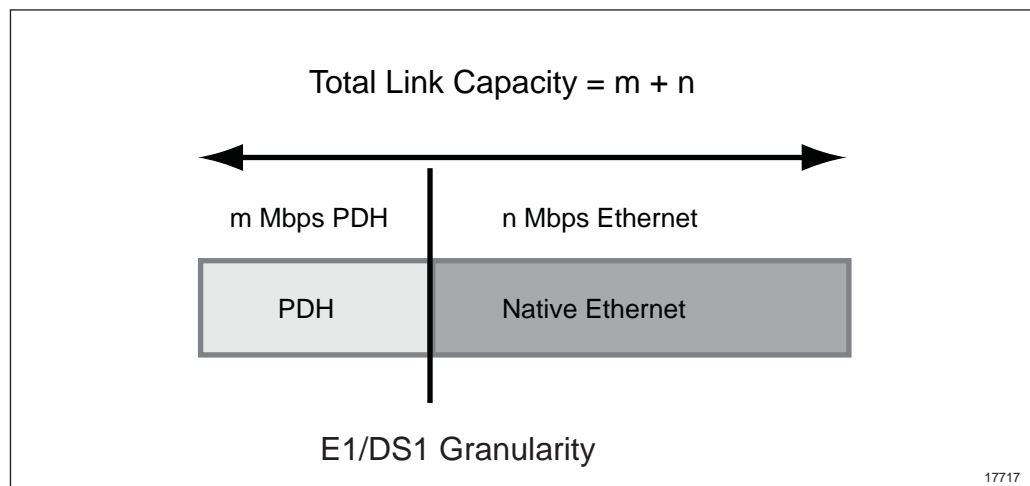 Total Link Capacity = m + n
m Mbps PDH
n Mbps Ethernet
PDH
Native Ethernet
E1/DS1 Granularity
17717